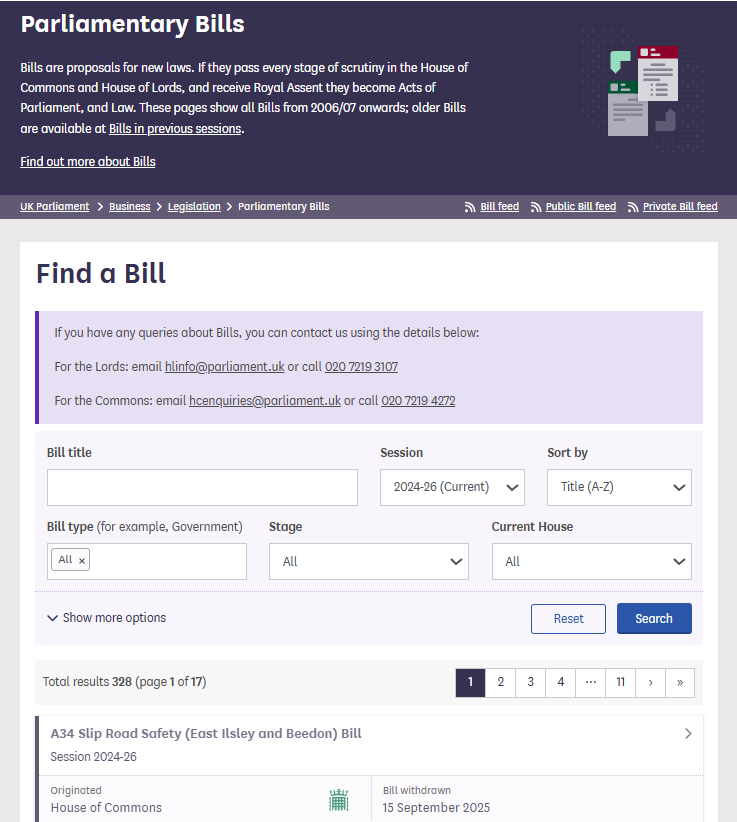 Parliamentary Bills
Bills are proposals for new laws. If they pass every stage of scrutiny in the House of
Commons and House of Lords, and receive Royal Assent they become Acts of
Parliament, and Law. These pages show all Bills from 2006/07 onwards; older Bills
are available at Bills in previous sessions.
Find out more about Bills
UK Parliament > Business > Legislation > Parliamentary Bills Bill feed Public Bill feed Private Bill feed
Find a Bill
If you have any queries about Bills, you can contact us using the details below:
For the Lords: email hlinfo@parliament.uk or call 020 7219 3107
For the Commons: email hcenquiries@parliament.uk or call 020 7219 4272
Bill title Session Sort by
2024-26 (Current) Title (A-Z)
Bill type (for example, Government) Stage Current House
All × All All
Show more options Reset Search
Total results 328 (page 1 of 17) 1 2 3 4 ... 11 › »
A34 Slip Road Safety (East Ilsley and Beedon) Bill
Session 2024-26
Originated Bill withdrawn
House of Commons 15 September 2025